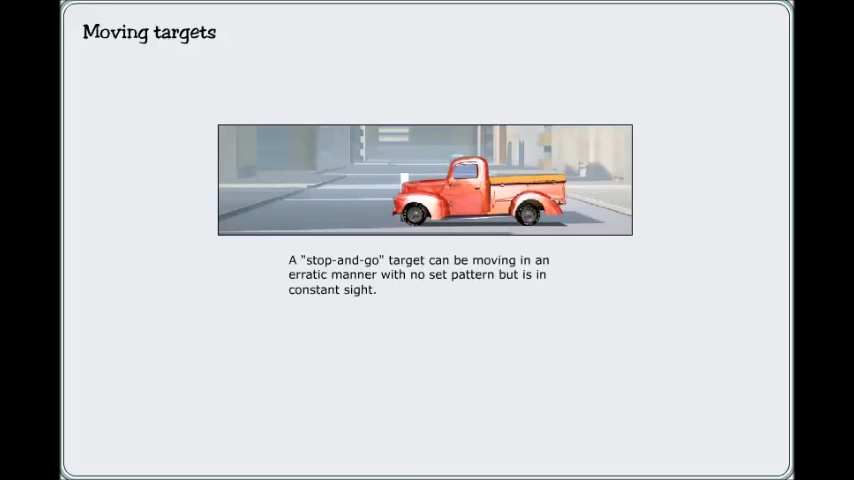 Moving targets
A "stop-and-go" target can be moving in an
erratic manner with no set pattern but is in
constant sight.